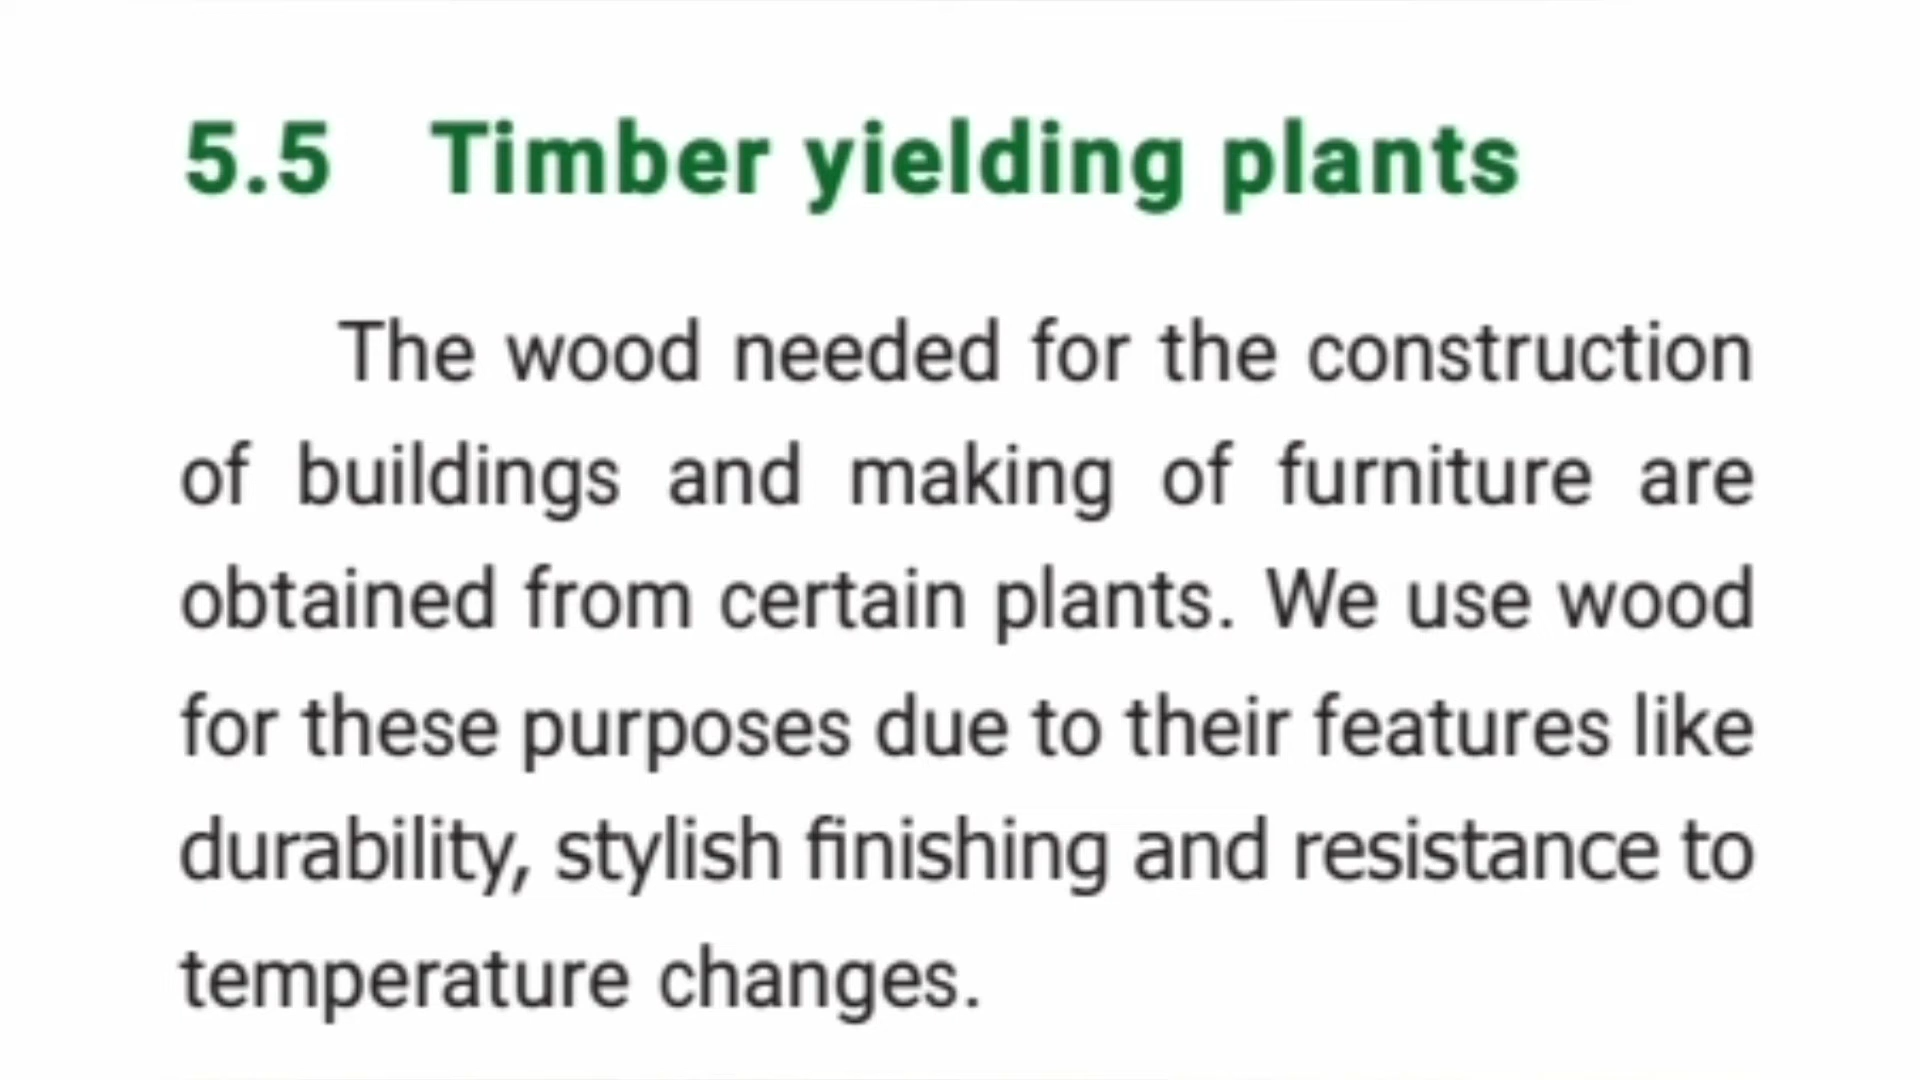 5.5 Timber yielding plants
The wood needed for the construction
of buildings and making of furniture are
obtained from certain plants. We use wood
for these purposes due to their features like
durability, stylish finishing and resistance to
temperature changes.